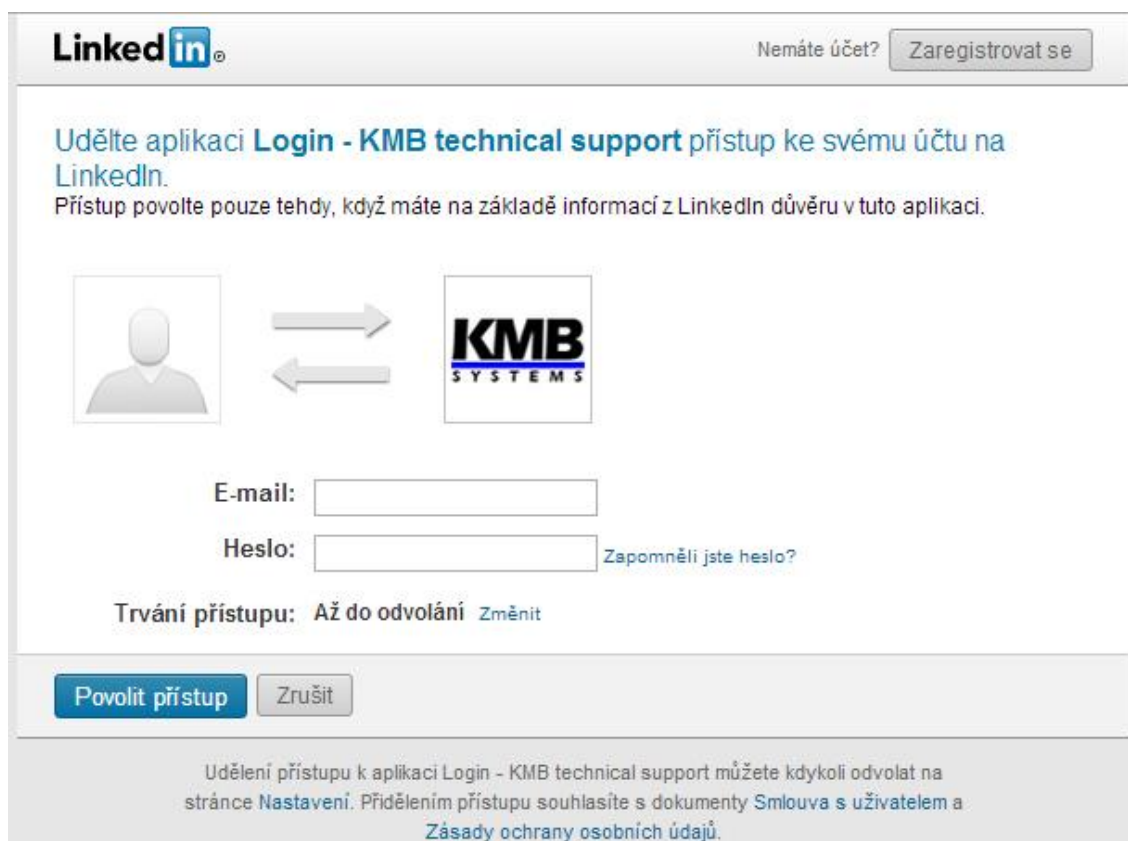 Linked in ®
Nemáte účet? Zaregistrovat se
Udělte aplikaci Login - KMB technical support přístup ke svému účtu na
LinkedIn.
Přístup povolte pouze tehdy, když máte na základě informací z LinkedIn důvěru v tuto aplikaci.
KMB
SYSTEMS
E-mail:
Heslo: Zapomněli jste heslo?
Trvání přístupu: Až do odvolání Změnit
Povolit přístup Zrušit
Udělení přístupu k aplikaci Login - KMB technical support můžete kdykoli odvolat na
stránce Nastavení. Přidělením přístupu souhlasíte s dokumenty Smlouva s uživatelem a
Zásady ochrany osobních údajů.